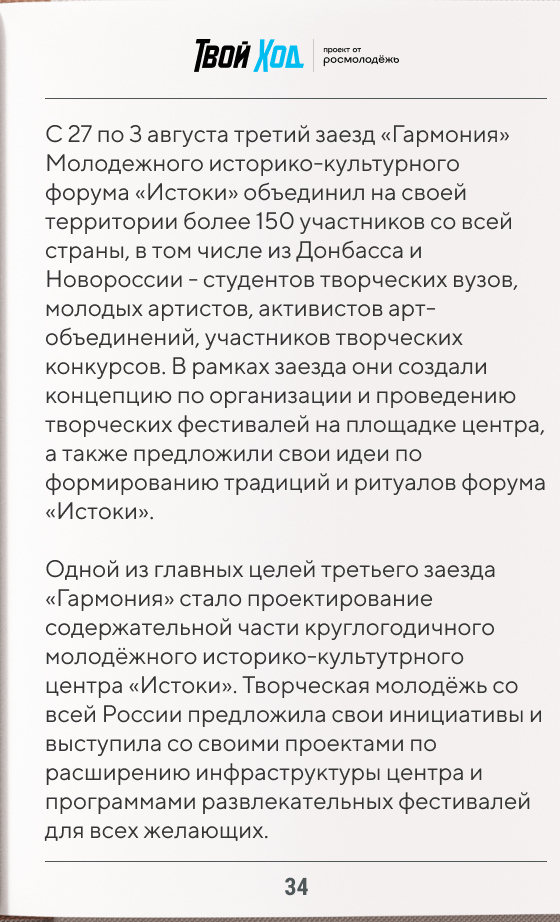 ТВОЙ ХОД
проект от
росмолодёжь
С 27 по 3 августа третий заезд «Гармония»
Молодежного историко-культурного
форума «Истоки» объединил на своей
территории более 150 участников со всей
страны, в том числе из Донбасса и
Новороссии - студентов творческих вузов,
молодых артистов, активистов арт-
объединений, участников творческих
конкурсов. В рамках заезда они создали
концепцию по организации и проведению
творческих фестивалей на площадке центра,
а также предложили свои идеи по
формированию традиций и ритуалов форума
«Истоки».
Одной из главных целей третьего заезда
«Гармония» стало проектирование
содержательной части круглогодичного
молодёжного историко-культутрного
центра «Истоки». Творческая молодёжь со
всей России предложила свои инициативы и
выступила со своими проектами по
расширению инфраструктуры центра и
программами развлекательных фестивалей
для всех желающих.
34